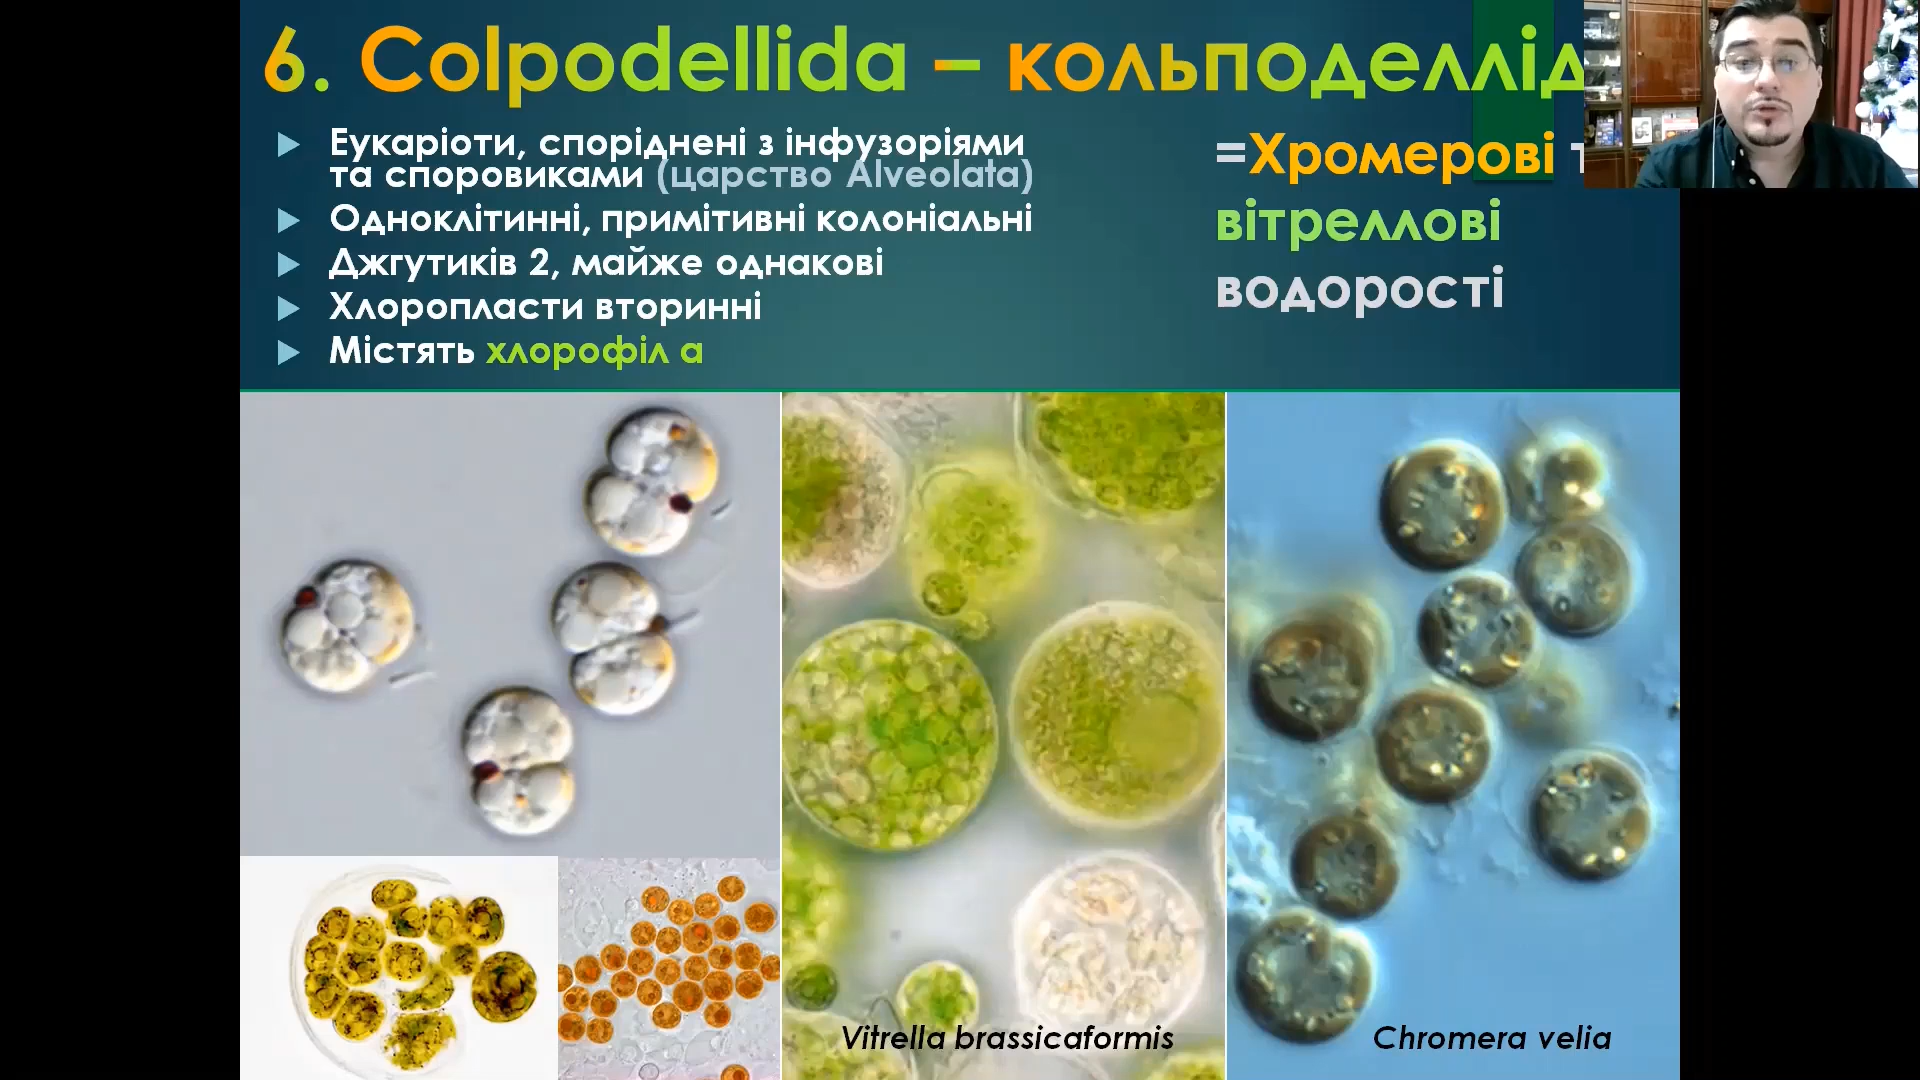 6. Colpodellida – кольподеллід
Еукаріоти, споріднені з інфузоріями
та споровиками (царство Alveolata)
Одноклітинні, примітивні колоніальні
Джгутиків 2, майже однакові
Хлоропласти вторинні
Містять хлорофіл а
=Хромерові
вітреллові
водорості
Vitrella brassicaformis
Chromera velia